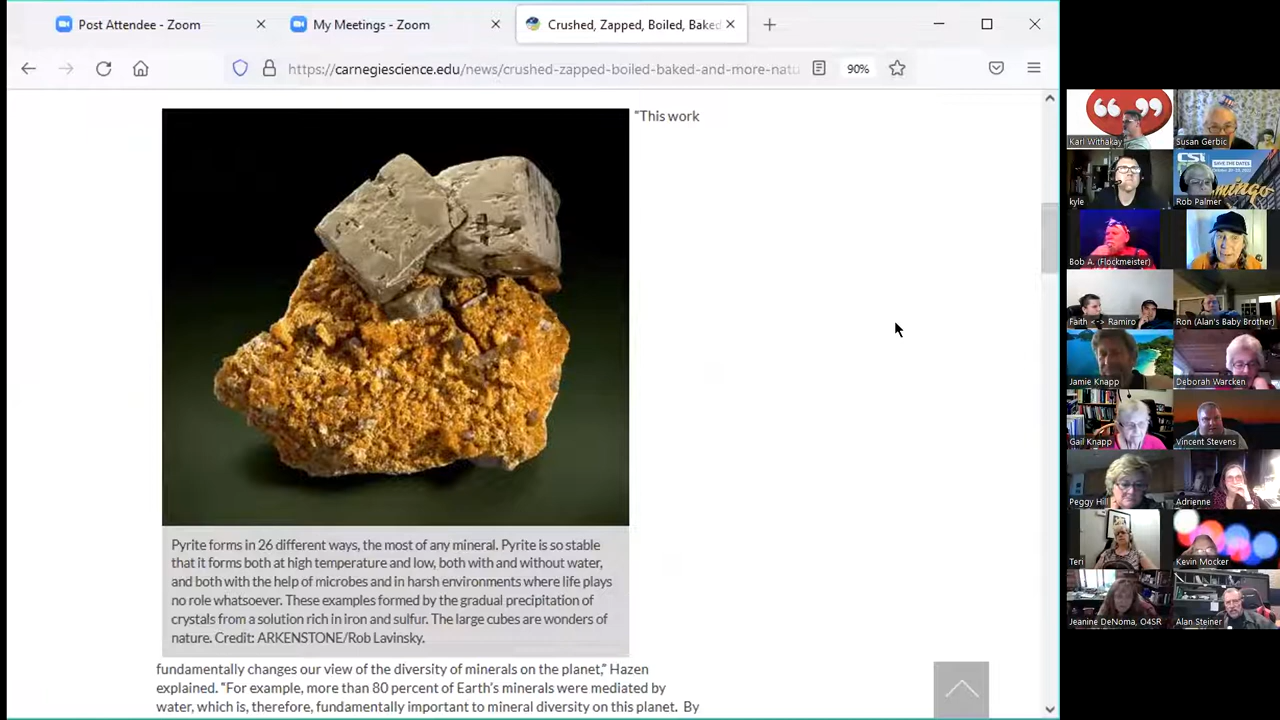 Post Attendee - Zoom
My Meetings - Zoom
Crushed, Zapped, Boiled, Baked
https://carnegiescience.edu/news/crushed-zapped-boiled-baked-and-more-natu
90%
"This work
Pyrite forms in 26 different ways, the most of any mineral. Pyrite is so stable
that it forms both at high temperature and low, both with and without water,
and both with the help of microbes and in harsh environments where life plays
no role whatsoever. These examples formed by the gradual precipitation of
crystals from a solution rich in iron and sulfur. The large cubes are wonders of
nature. Credit: ARKENSTONE/Rob Lavinsky.
fundamentally changes our view of the diversity of minerals on the planet," Hazen
explained. "For example, more than 80 percent of Earth's minerals were mediated by
water, which is, therefore, fundamentally important to mineral diversity on this planet. By
Karl Withakay
Susan Gerbic
kyle
CSI
SAVE THE DATES
Rob Palmer
Bob A. (Flockmeister)
Faith <-> Ramiro
Ron (Alan's Baby Brother)
Jamie Knapp
Deborah Warcken
Gail Knapp
Vincent Stevens
Peggy Hill
Adrienne
Teri
Kevin Mocker
Jeanine DeNoma, O4SR
Alan Steiner